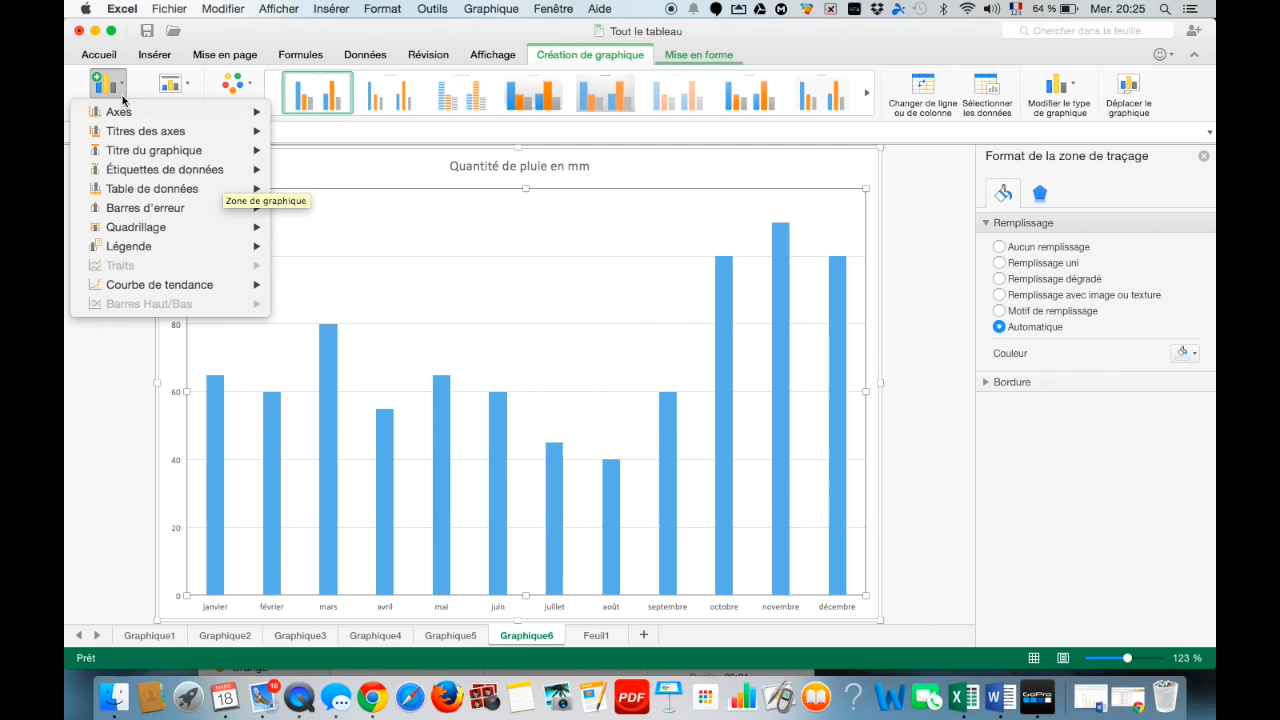 Excel Fichier Modifier Afficher Insérer Format Outils Graphique Fenêtre Aide 64 % Mer. 20:25
Tout le tableau
Chercher dans la feuille
Accueil Insérer Mise en page Formules Données Révision Affichage Création de graphique Mise en forme
Changer de ligne ou de colonne
Sélectionner les données
Modifier le type de graphique
Déplacer le graphique
Axes
Titres des axes
Titre du graphique
Étiquettes de données
Table de données
Barres d'erreur
Quadrillage
Légende
Traits
Courbe de tendance
Barres Haut/Bas
Zone de graphique
Quantité de pluie en mm
80
60
40
20
0
janvier février mars avril mai juin juillet août septembre octobre novembre décembre
Format de la zone de traçage
Remplissage
Aucun remplissage
Remplissage uni
Remplissage dégradé
Remplissage avec image ou texture
Motif de remplissage
Automatique
Couleur
Bordure
Graphique1 Graphique2 Graphique3 Graphique4 Graphique5 Graphique6 Feuil1 +
Prêt
123 %
MARS
18
16
PDF
GoPro